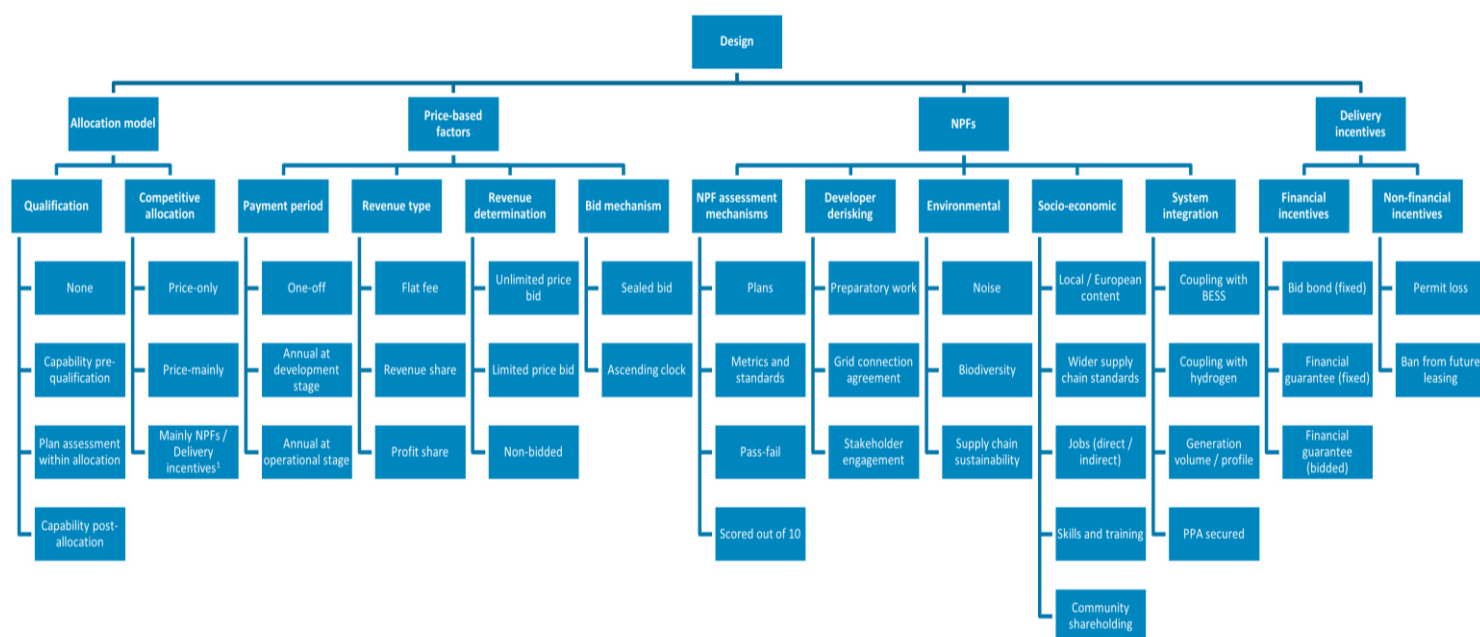 Design
Allocation model
Price-based
factors
NPFs
Delivery
incentives
Qualification
Competitive
allocation
Payment period
Revenue type
Revenue
determination
Bid mechanism
NPF assessment
mechanisms
Developer
derisking
Environmental
Socio-economic
System
integration
Financial
incentives
Non-financial
incentives
None
Price-only
One-off
Flat fee
Unlimited price
bid
Sealed bid
Plans
Preparatory work
Noise
Local / European
content
Coupling with
BESS
Bid bond (fixed)
Permit loss
Capability pre-
qualification
Price-mainly
Annual at
development
stage
Revenue share
Limited price bid
Ascending clock
Metrics and
standards
Grid connection
agreement
Biodiversity
Wider supply
chain standards
Coupling with
hydrogen
Financial
guarantee (fixed)
Ban from future
leasing
Plan assessment
within allocation
Mainly NPFs /
Delivery
incentives¹
Annual at
operational stage
Profit share
Non-bidded
Pass-fail
Stakeholder
engagement
Supply chain
sustainability
Jobs (direct /
indirect)
Generation
volume / profile
Financial
guarantee
(bidded)
Capability post-
allocation
Scored out of 10
Skills and training
PPA secured
Community
shareholding